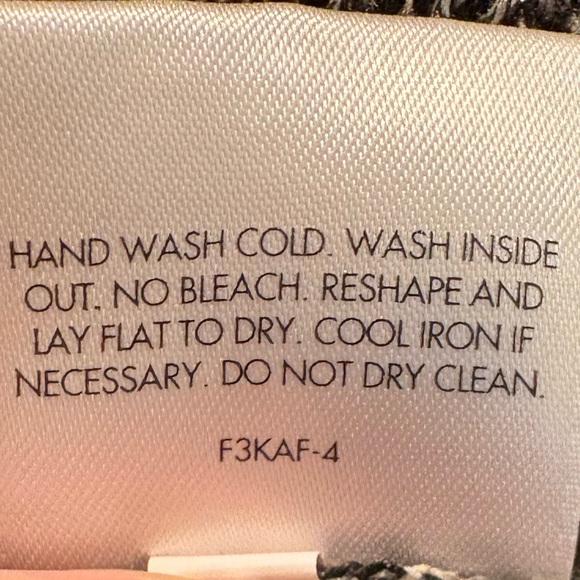 HAND WASH COLD. WASH INSIDE
OUT. NO BLEACH. RESHAPE AND
LAY FLAT TO DRY. COOL IRON IF
NECESSARY. DO NOT DRY CLEAN.
F3KAF-4